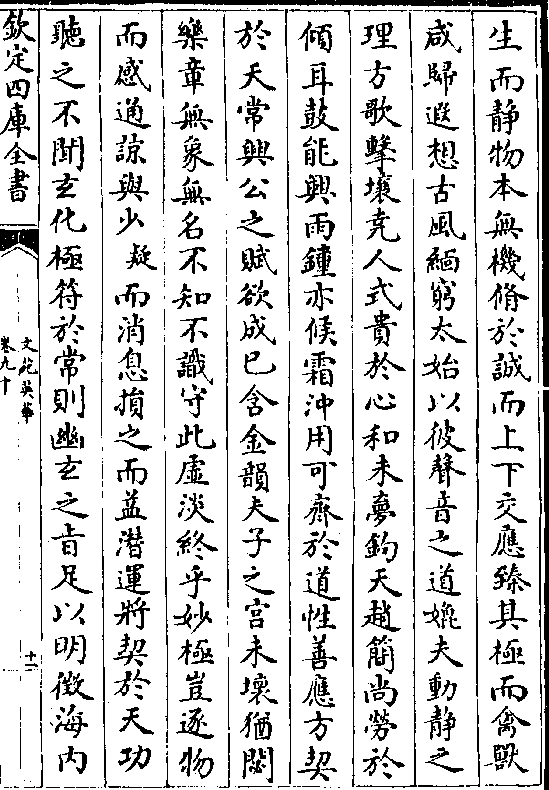 生而静物本無機脩於誠而上下交應臻其極而禽獸
咸歸遐想古風緬窮太始以彼聲音之道媲夫動静之
理方歌擊壤堯人式貴於心和未夢鈞天趙簡尚勞於
傾耳鼓能興雨鍾亦候霜沖用可齊於道性善應方契
於天常興公之賦欲成已含金韻夫子之宫未壞猶閟
樂章無象無名不知不識守此虚淡終乎妙極豈逐物
而感通諒與少疑而消息損之而益潜運將契於天功
聽之不聞玄化極符於常則幽玄之旨足以明徴海内
欽定四庫全書
文苑英華
卷九十
十二